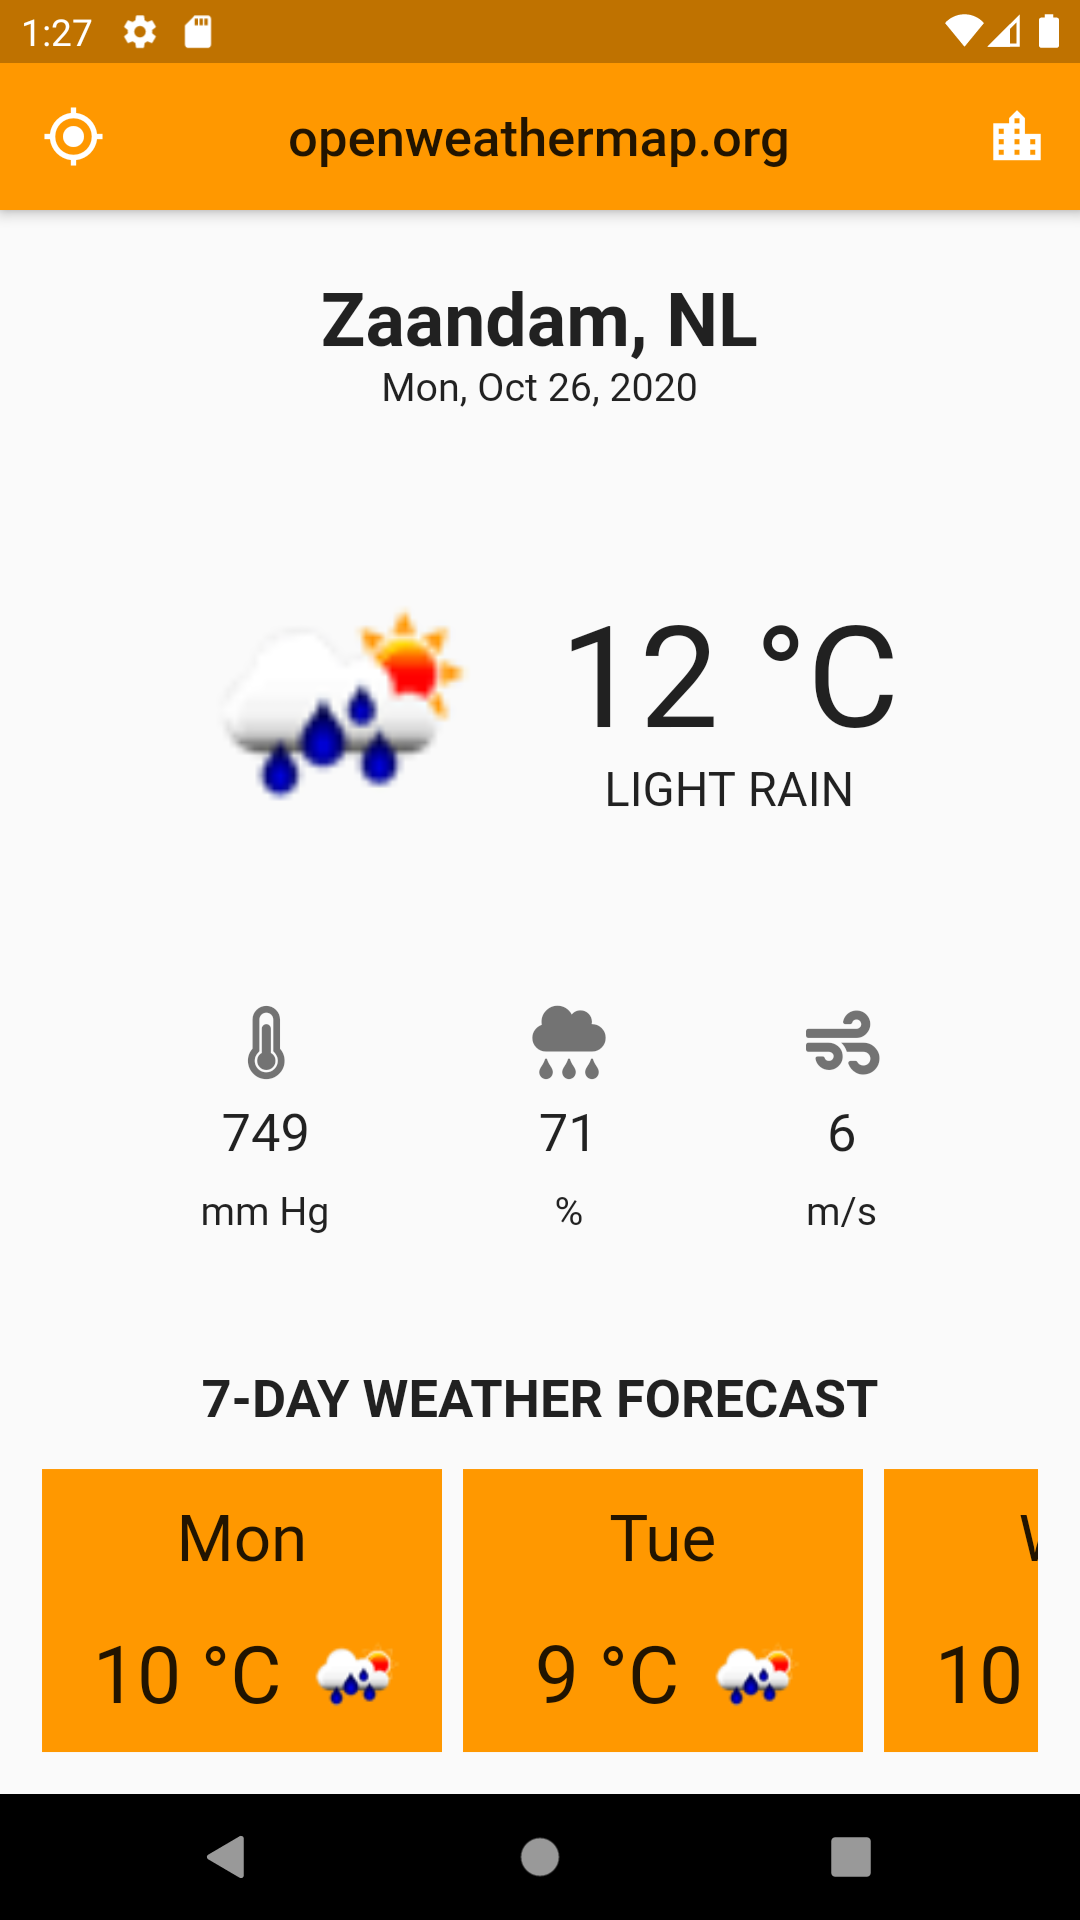 1:27
openweathermap.org
Zaandam, NL
Mon, Oct 26, 2020
12 °C
LIGHT RAIN
749 71 6
mm Hg % m/s
7-DAY WEATHER FORECAST
Mon Tue
10 °C 9 °C 10